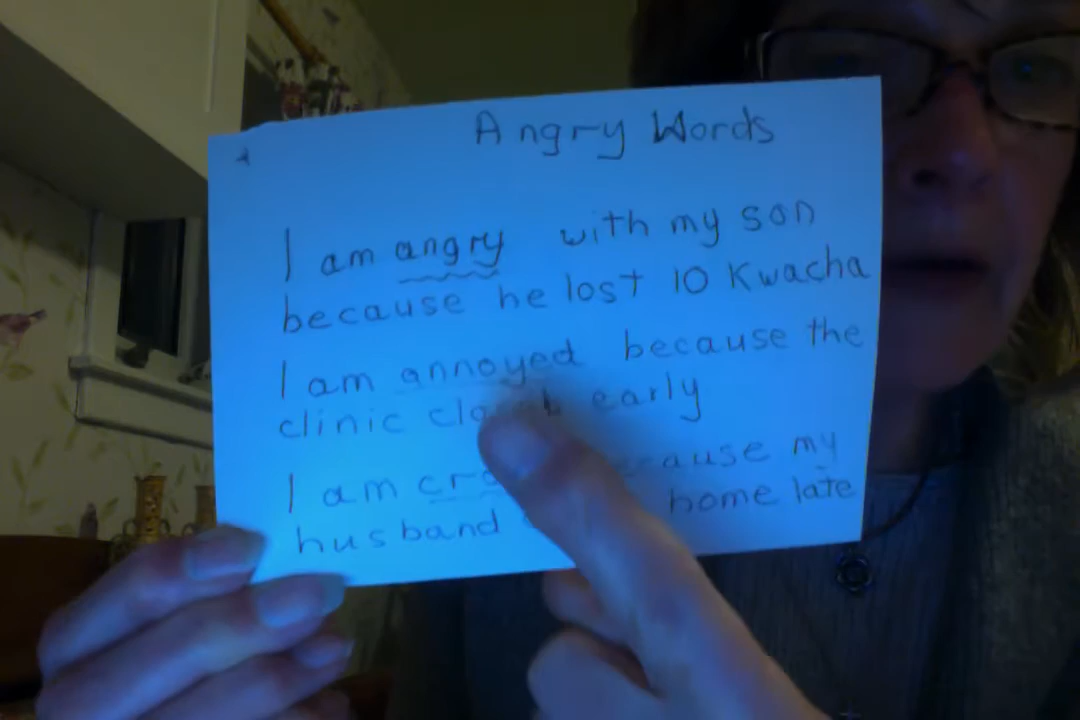 Angry Words
I am angry with my son
because he lost 10 Kwacha
I am annoyed because the
clinic early
I am my
husband home late